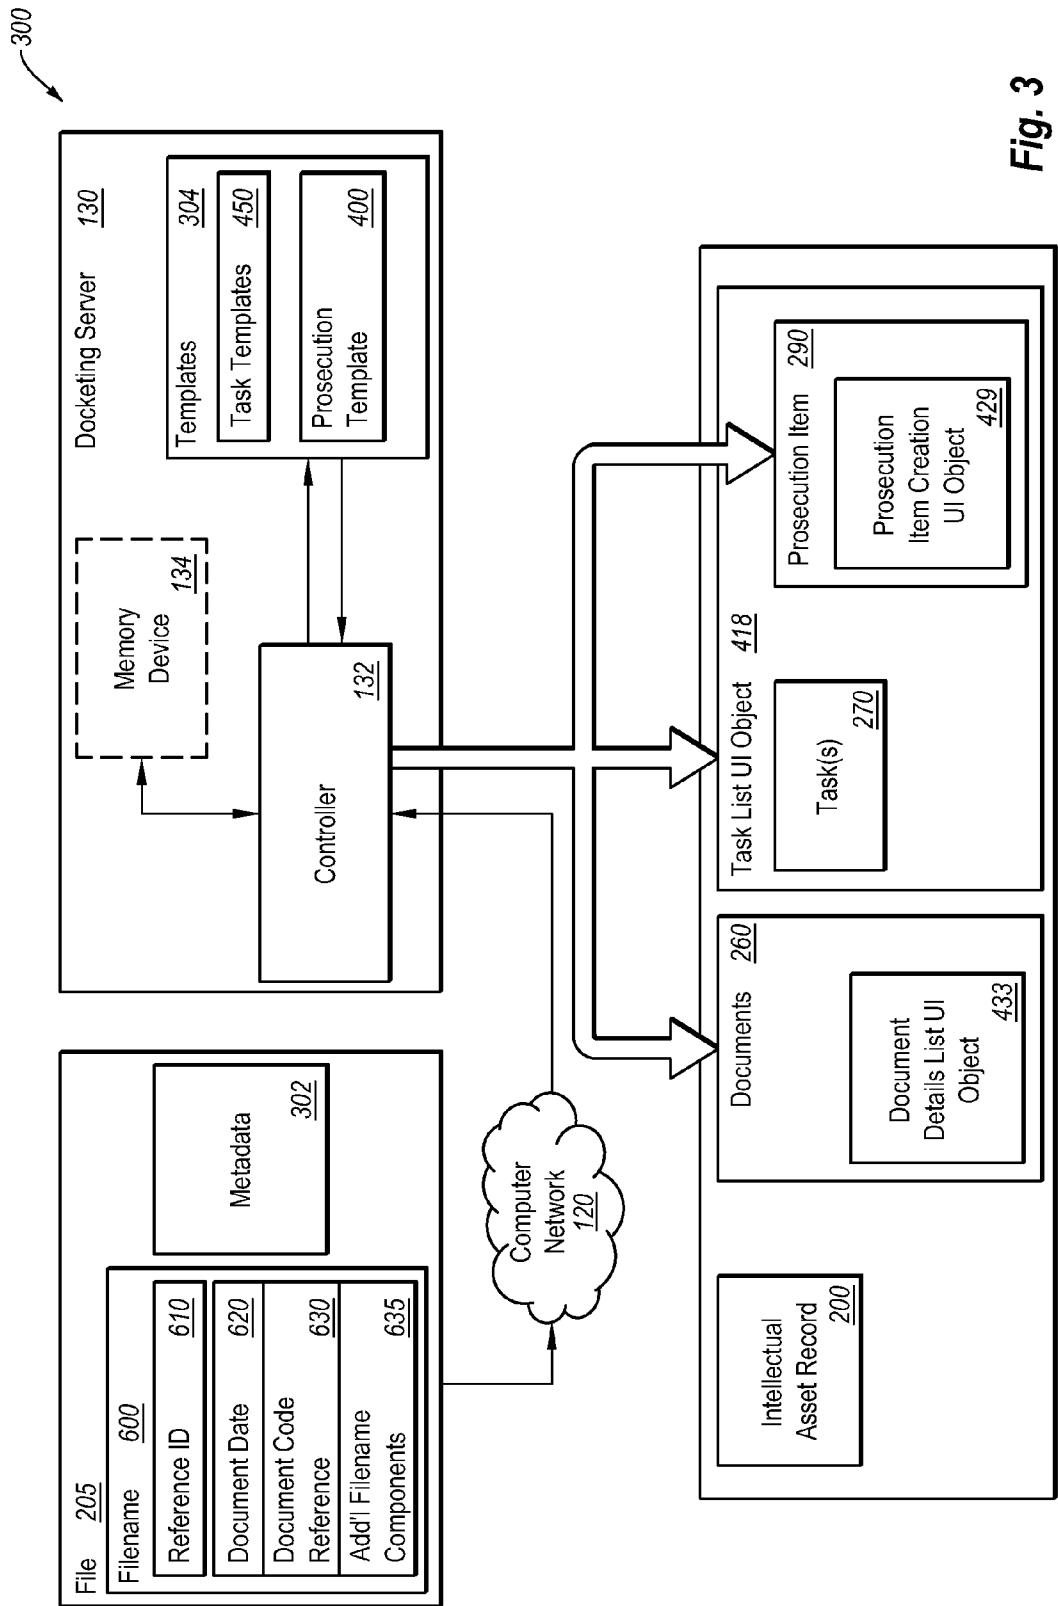 300
File 205
Filename 600
Reference ID 610
Document Date 620
Document Code
Reference 630
Add'l Filename
Components 635
Metadata
302
Computer
Network
120
Docketing Server 130
Memory
Device
134
Controller
132
Templates 304
Task Templates 450
Prosecution
Template 400
Intellectual
Asset Record
200
Documents 260
Document
Details List UI
Object
433
Task List UI Object 418
Task(s)
270
Prosecution Item 290
Prosecution
Item Creation
UI Object
429
Fig. 3